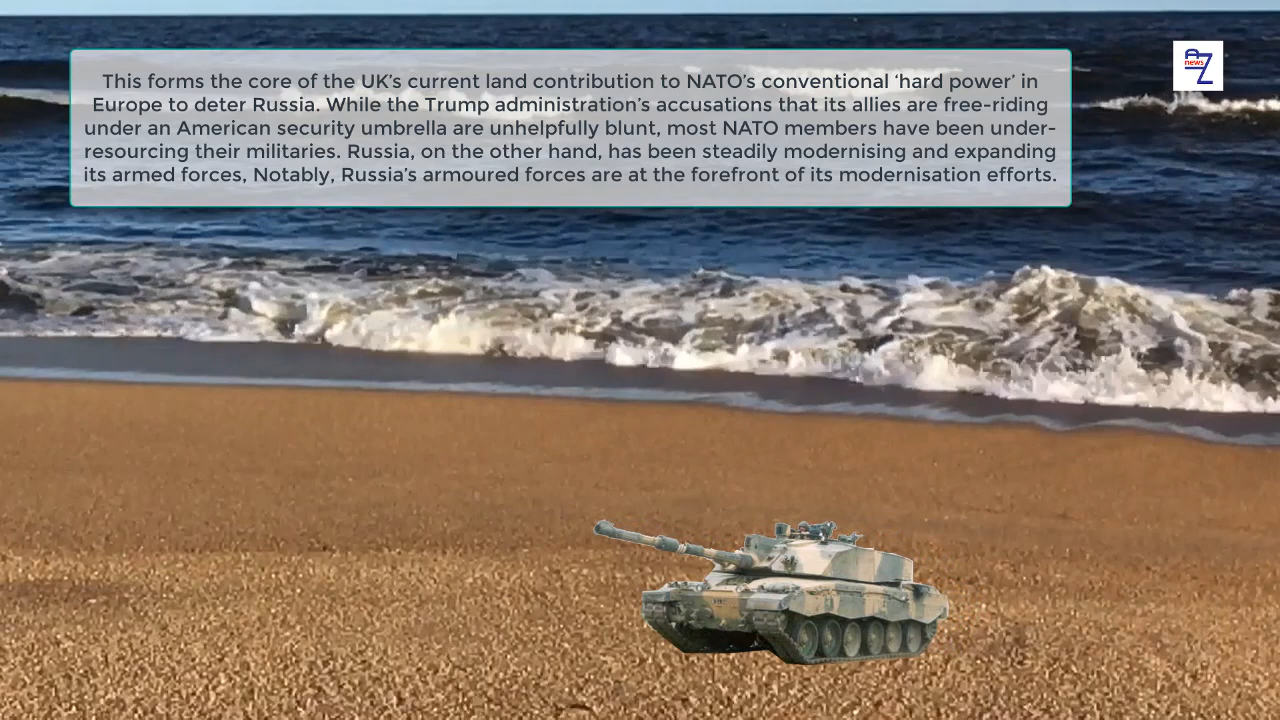 This forms the core of the UK's current land contribution to NATO's conventional ‘hard power’ in
Europe to deter Russia. While the Trump administration's accusations that its allies are free-riding
under an American security umbrella are unhelpfully blunt, most NATO members have been under-
resourcing their militaries. Russia, on the other hand, has been steadily modernising and expanding
its armed forces, Notably, Russia's armoured forces are at the forefront of its modernisation efforts.
A news Z